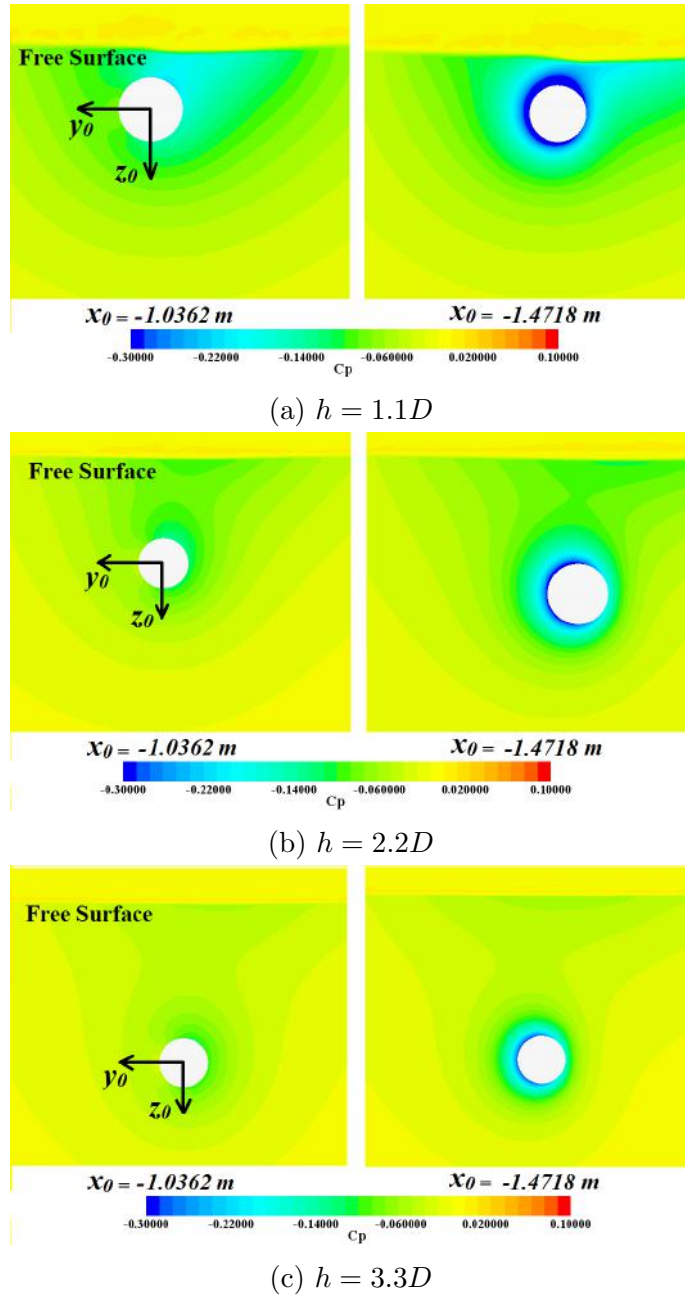 Free Surface
y₀
z₀
x₀ = -1.0362 m x₀ = -1.4718 m
-0.30000 -0.22000 -0.14000 -0.060000 0.020000 0.10000
Cp
(a) h = 1.1D
Free Surface
y₀
z₀
x₀ = -1.0362 m x₀ = -1.4718 m
-0.30000 -0.22000 -0.14000 -0.060000 0.020000 0.10000
Cp
(b) h = 2.2D
Free Surface
y₀
z₀
x₀ = -1.0362 m x₀ = -1.4718 m
-0.30000 -0.22000 -0.14000 -0.060000 0.020000 0.10000
Cp
(c) h = 3.3D